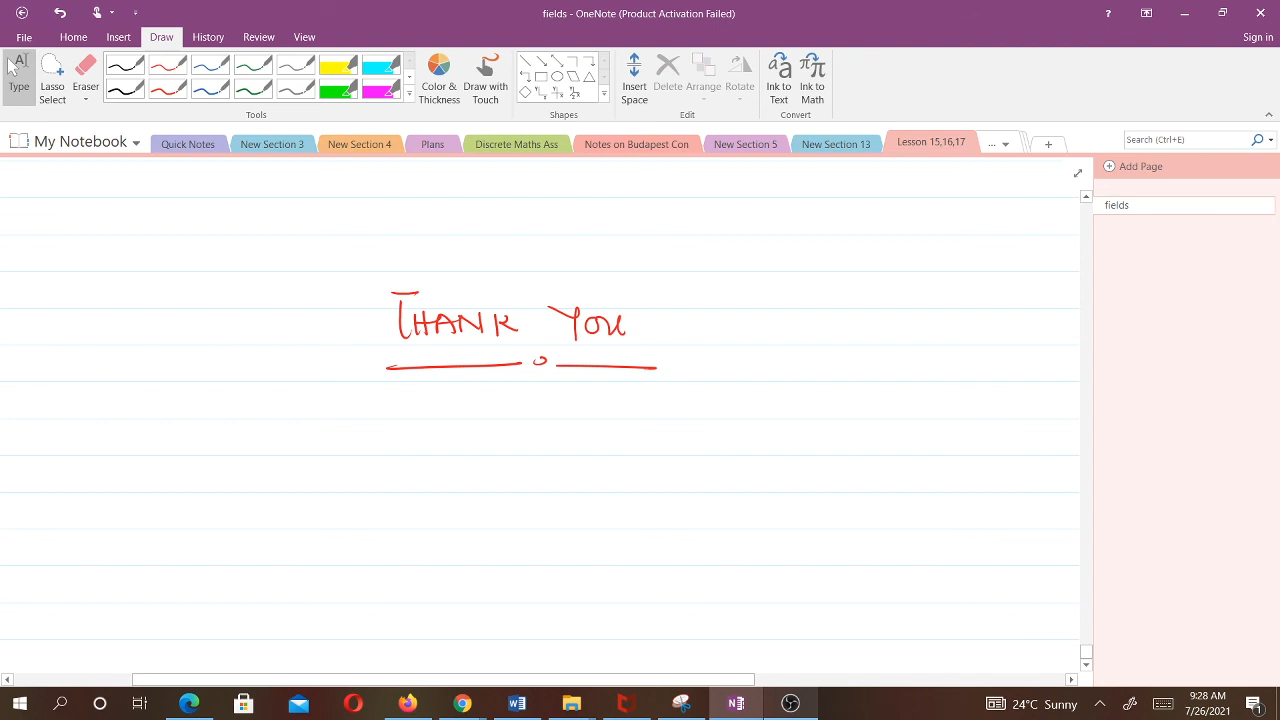 fields - OneNote (Product Activation Failed)
File Home Insert Draw History Review View Sign in
Type Lasso Select Eraser Color & Thickness Draw with Touch Insert Space Delete Arrange Rotate Ink to Text Ink to Math
Tools Shapes Edit Convert
My Notebook Quick Notes New Section 3 New Section 4 Plans Discrete Maths Ass Notes on Budapest Con New Section 5 New Section 13 Lesson 15,16,17 ... Search (Ctrl+E)
Add Page
fields
THANK YOU
24°C Sunny 9:28 AM
7/26/2021